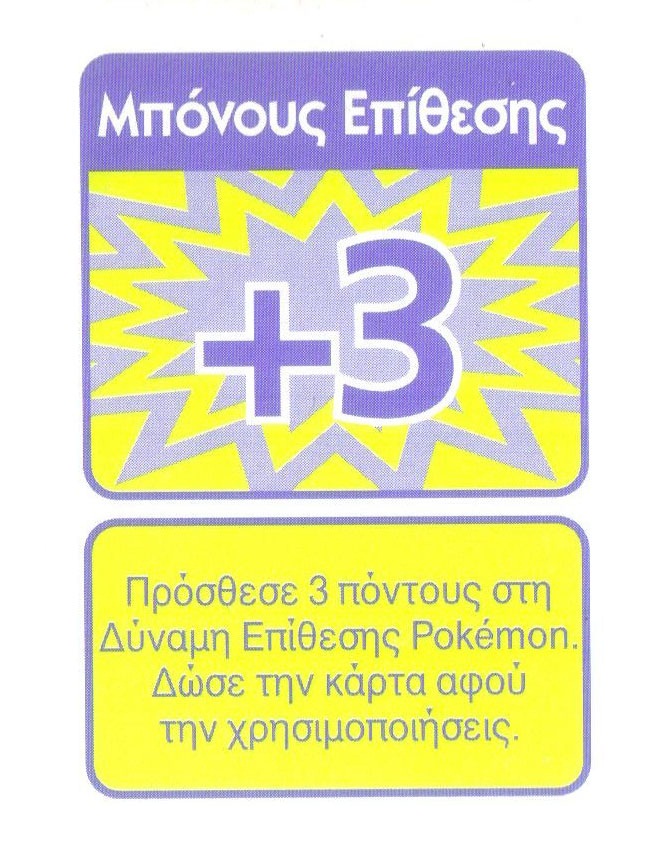 Μπόνους Επίθεσης
+3
Πρόσθεσε 3 πόντους στη
Δύναμη Επίθεσης Pokémon.
Δώσε την κάρτα αφού
την χρησιμοποιήσεις.